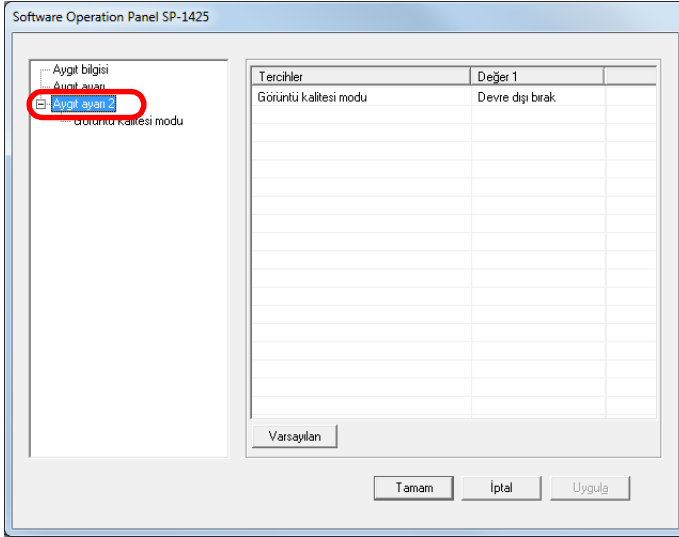 Software Operation Panel SP-1425
Aygıt bilgisi
Aygıt ayarı
Aygıt ayarı 2
Görüntü kalitesi modu
Tercihler Değer 1
Görüntü kalitesi modu Devre dışı bırak
Varsayılan
Tamam İptal Uygula